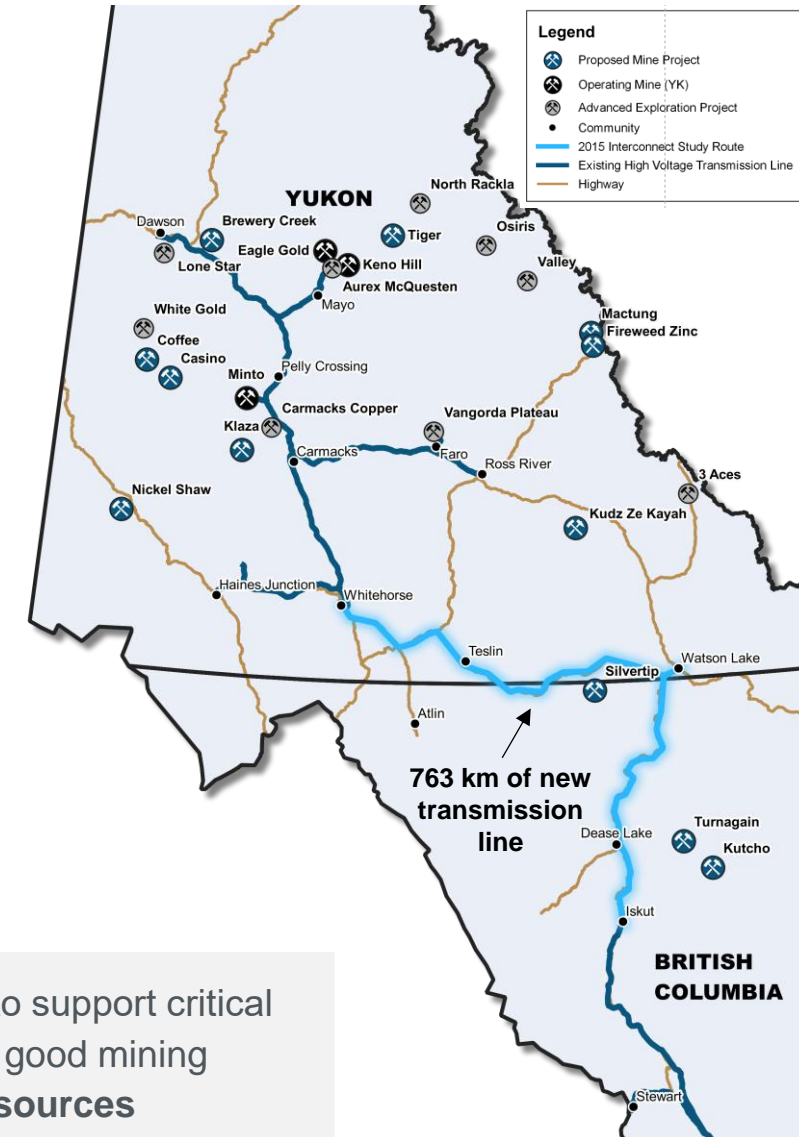 Legend
Proposed Mine Project
Operating Mine (YK)
Advanced Exploration Project
Community
2015 Interconnect Study Route
Existing High Voltage Transmission Line
Highway
YUKON
North Rackla
Dawson
Brewery Creek
Tiger
Osiris
Eagle Gold
Keno Hill
Lone Star
Valley
Aurex McQuesten
Mayo
White Gold
Mactung
Fireweed Zinc
Coffee
Casino
Pelly Crossing
Minto
Carmacks Copper
Vangorda Plateau
Klaza
Carmacks
Faro
Ross River
3 Aces
Nickel Shaw
Kudz Ze Kayah
Haines Junction
Whitehorse
Teslin
Watson Lake
Silvertip
Atlin
763 km of new
transmission
line
Turnagain
Dease Lake
Kutcho
Iskut
BRITISH
COLUMBIA
o support critical
good mining
sources
Stewart